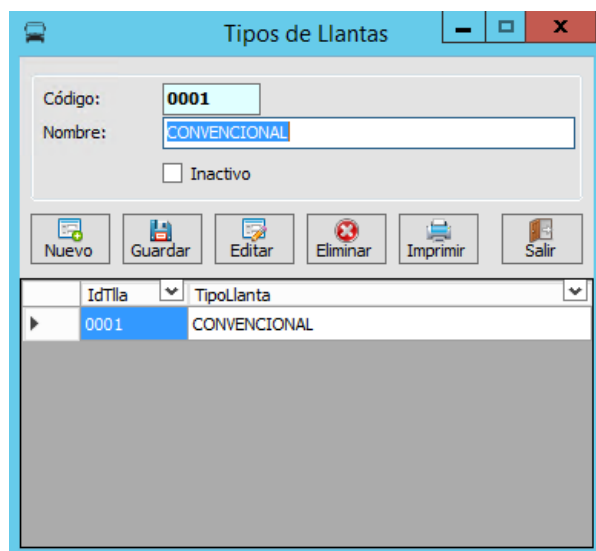 Tipos de Llantas
Código: 0001
Nombre: CONVENCIONAL
Inactivo
Nuevo Guardar Editar Eliminar Imprimir Salir
IdTlla TipoLlanta
0001 CONVENCIONAL